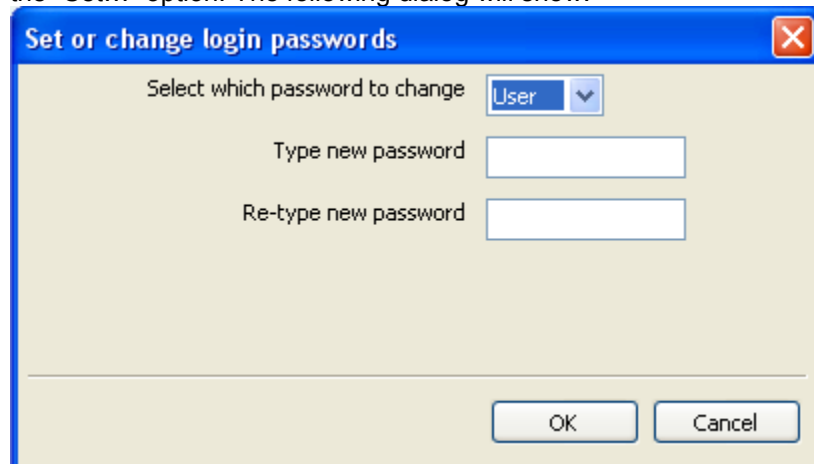 the "Set..." option. The following dialog will show:
Set or change login passwords
Select which password to change User
Type new password
Re-type new password
OK Cancel